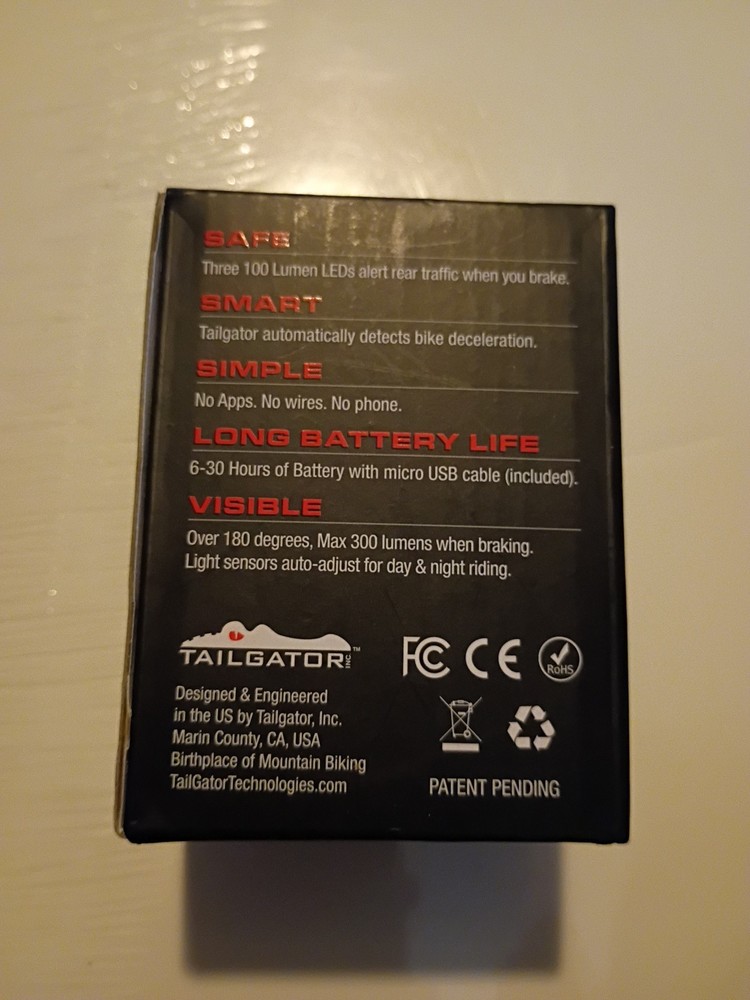 SAFE
Three 100 Lumen LEDs alert rear traffic when you brake.
SMART
Tailgator automatically detects bike deceleration.
SIMPLE
No Apps. No wires. No phone.
LONG BATTERY LIFE
6-30 Hours of Battery with micro USB cable (included).
VISIBLE
Over 180 degrees, Max 300 lumens when braking.
Light sensors auto-adjust for day & night riding.
TAILGATOR INC. ™
Designed & Engineered
in the US by Tailgator, Inc.
Marin County, CA, USA
Birthplace of Mountain Biking
TailGatorTechnologies.com
FC CE RoHS
PATENT PENDING